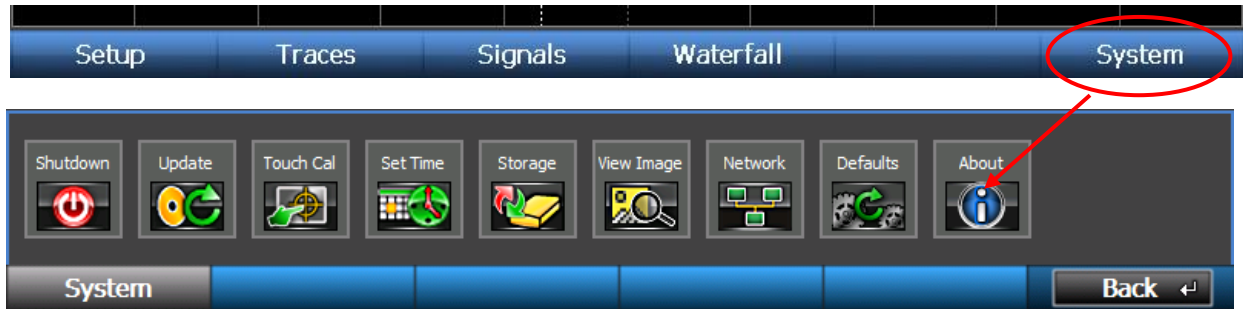 Setup Traces Signals Waterfall System
Shutdown Update Touch Cal Set Time Storage View Image Network Defaults About
System Back